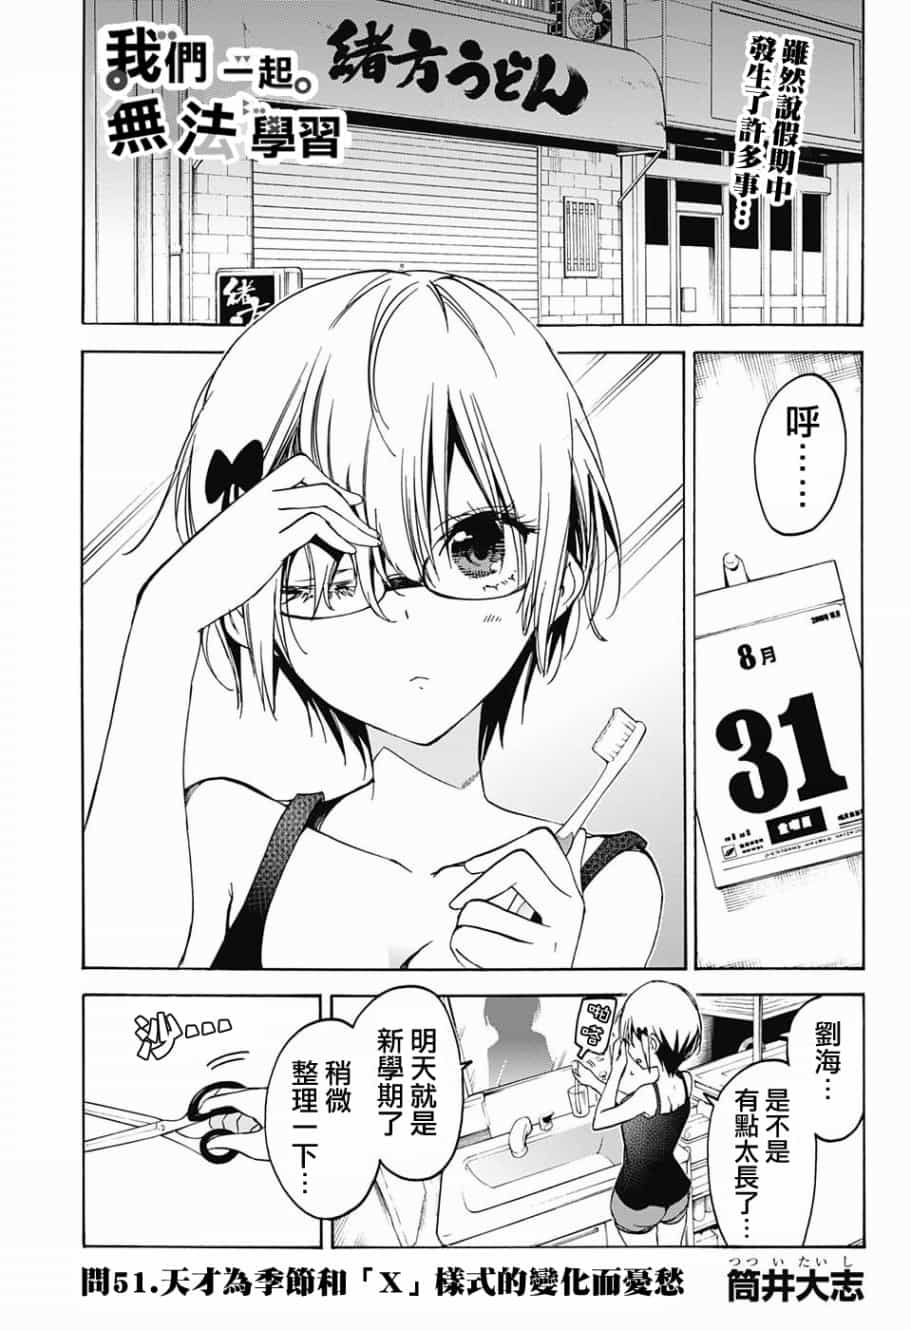 雖然說假期中
發生了許多事…
緒方うどん
我們一起
無法學習
緒方
呼……
8月
31
劉海…
是不是
有點太長了…
啪嗒
明天就是
新學期了
稍微
整理一下…
沙…
問51.天才為季節和「X」樣式的變化而憂愁
つついたいし
筒井大志